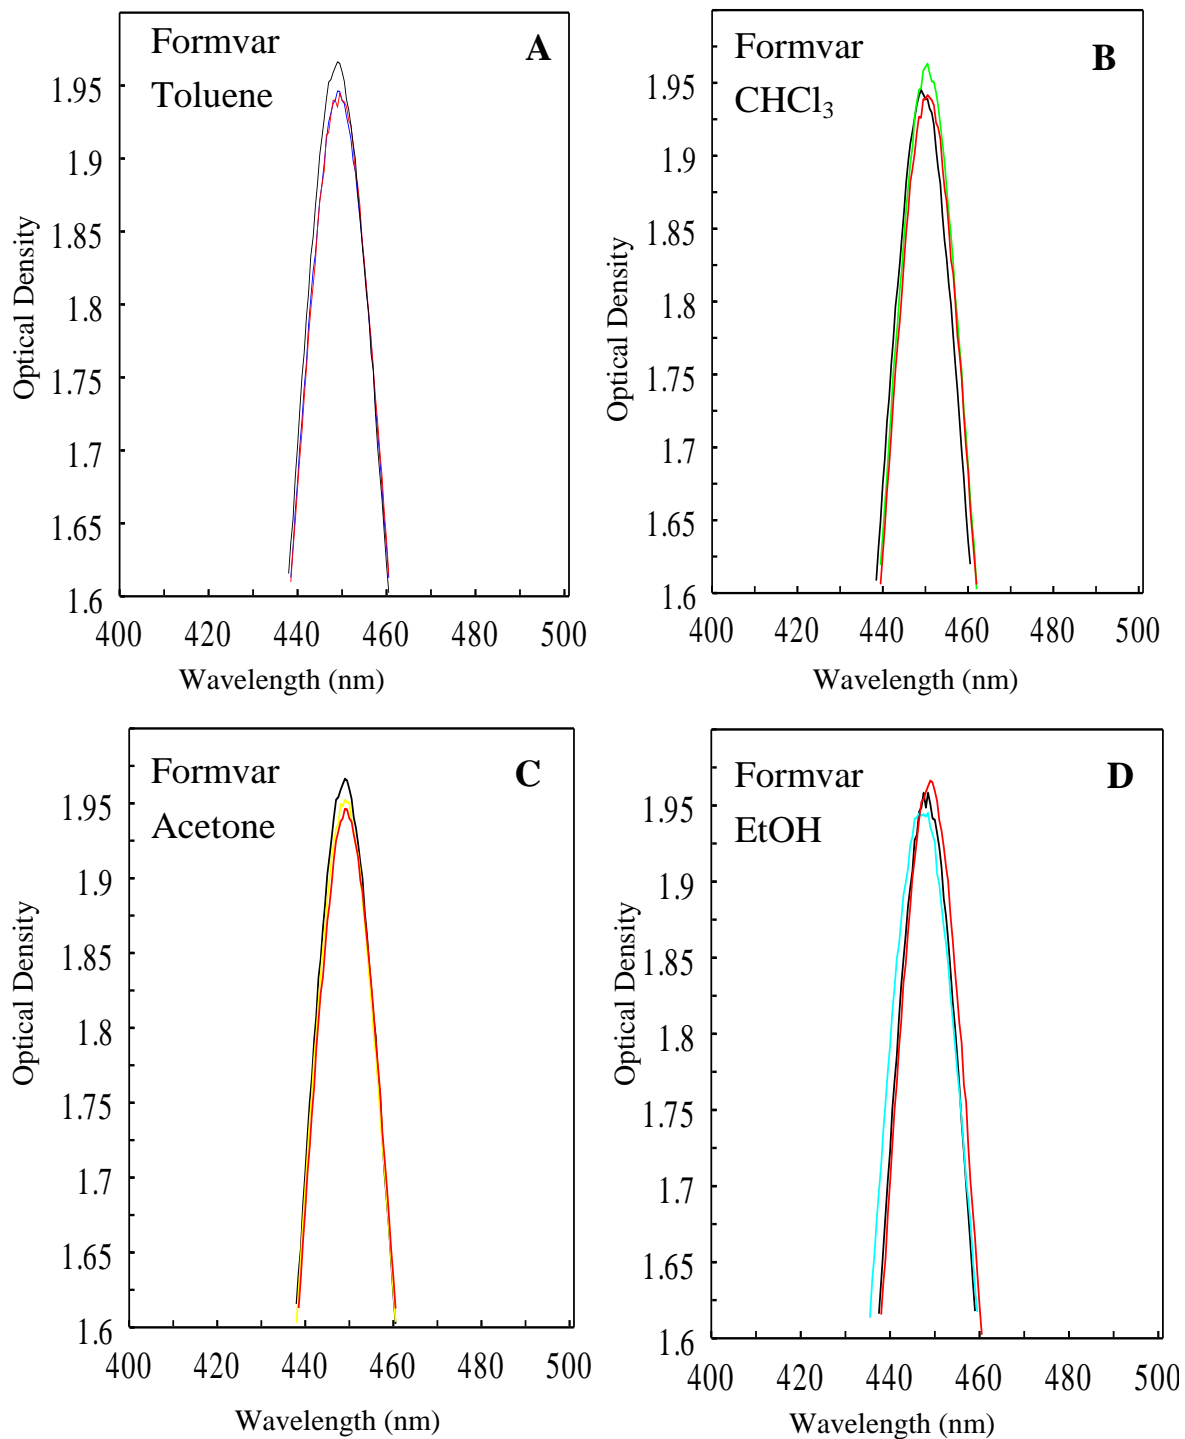 Formvar
Toluene
A
1.95
1.9
1.85
1.8
1.75
1.7
1.65
1.6
Optical Density
400 420 440 460 480 500
Wavelength (nm)
Formvar
CHCl₃
B
1.95
1.9
1.85
1.8
1.75
1.7
1.65
1.6
Optical Density
400 420 440 460 480 500
Wavelength (nm)
Formvar
Acetone
C
1.95
1.9
1.85
1.8
1.75
1.7
1.65
1.6
Optical Density
400 420 440 460 480 500
Wavelength (nm)
Formvar
EtOH
D
1.95
1.9
1.85
1.8
1.75
1.7
1.65
1.6
Optical Density
400 420 440 460 480 500
Wavelength (nm)